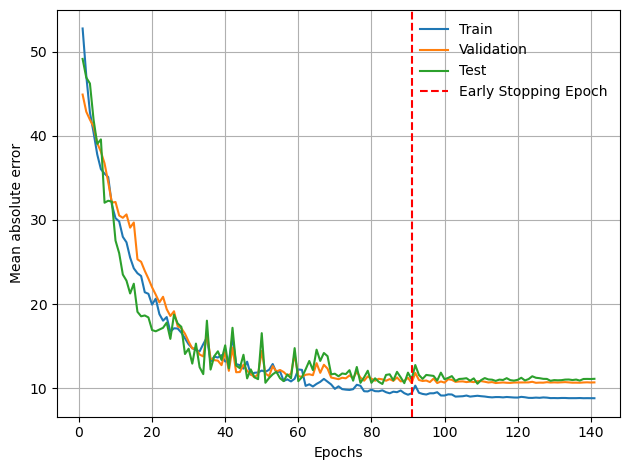 Train
Validation
Test
Early Stopping Epoch
Mean absolute error
50
40
30
20
10
0 20 40 60 80 100 120 140
Epochs